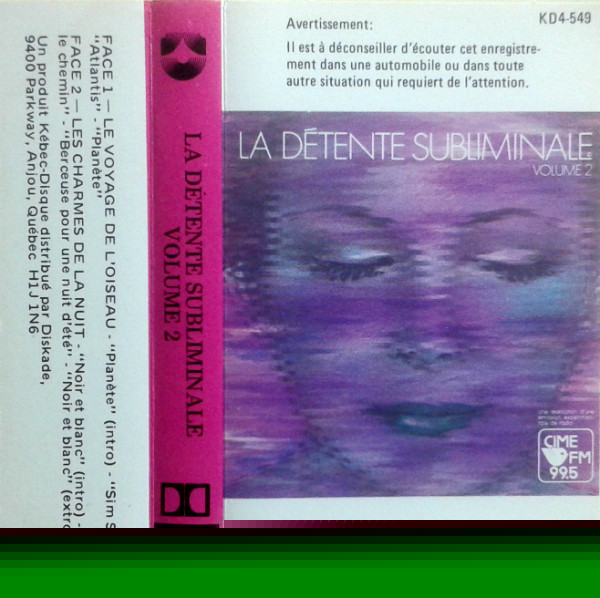 FACE 1 — LE VOYAGE DE L'OISEAU - "Planète" (intro) - "Sim
"Atlantis" - "Planète"
FACE 2 — LES CHARMES DE LA NUIT - "Noir et blanc" (intro) -
le chemin" - "Berceuse pour une nuit d'été" - "Noir et blanc" (extro
Un produit Kébec-Disque distribué par Diskade,
9400 Parkway, Anjou, Québec H1J 1N6
LA DÉTENTE SUBLIMINALE
VOLUME 2
KD4-549
Avertissement:
Il est à déconseiller d'écouter cet enregistre-
ment dans une automobile ou dans toute
autre situation qui requiert de l'attention.
LA DÉTENTE SUBLIMINALE
VOLUME 2
une réalisation d'une
CIME
FM
99.5